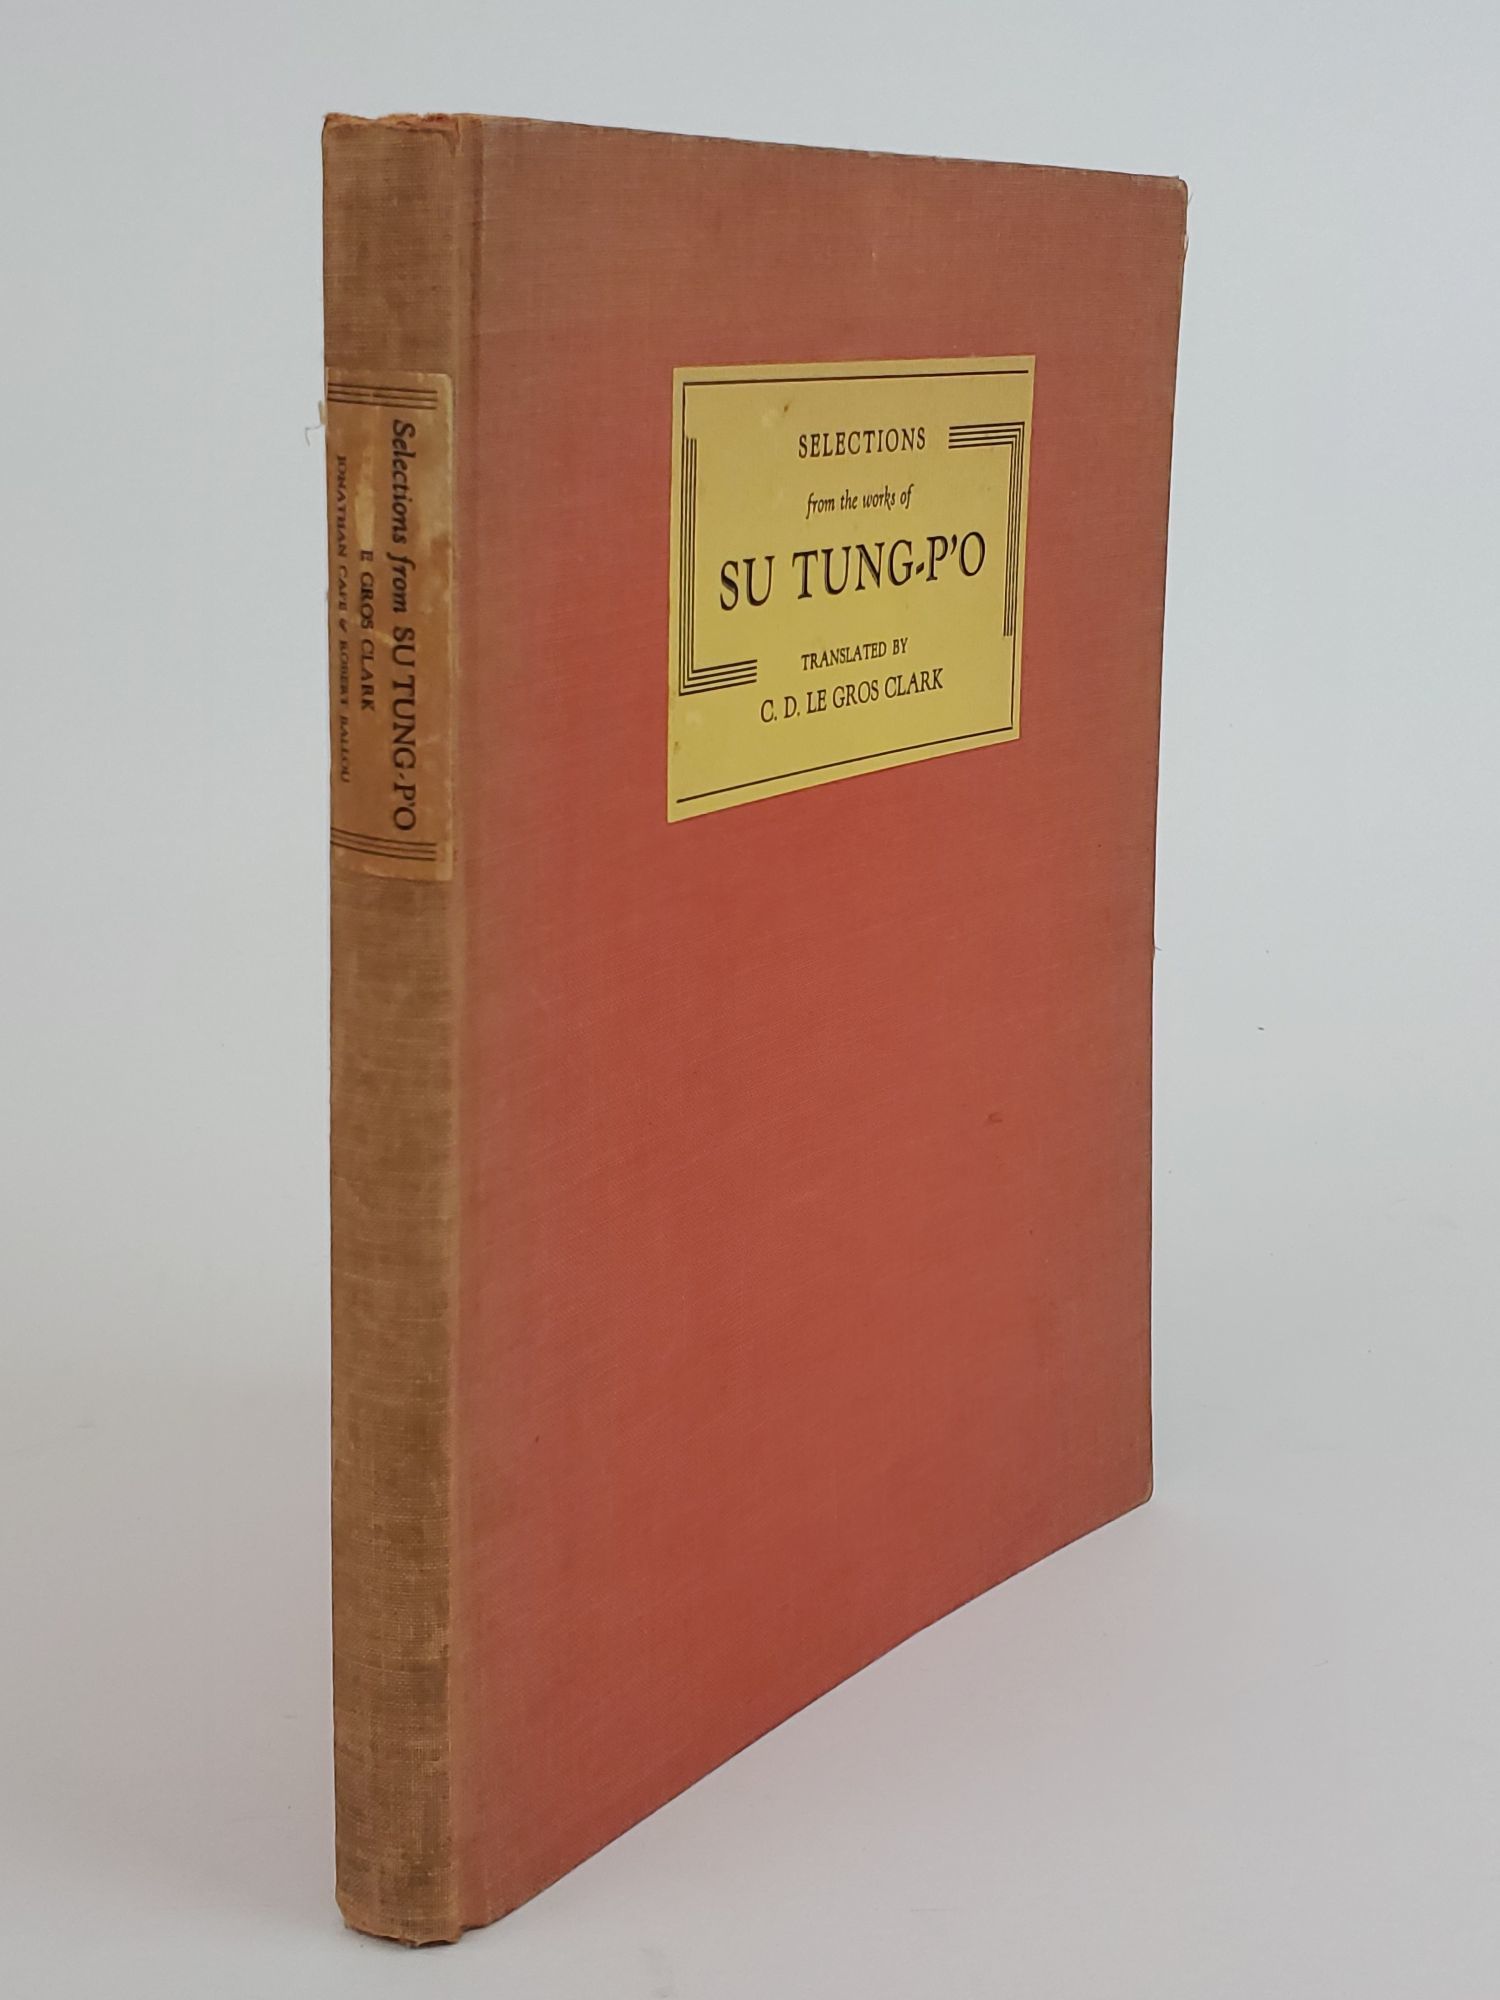 SELECTIONS
from the works of
SU TUNG-P'O
TRANSLATED BY
C. D. LE GROS CLARK
Selections from SU TUNG-P'O
E GROS CLARK
JONATHAN CAPE & ROBERT BALLOU